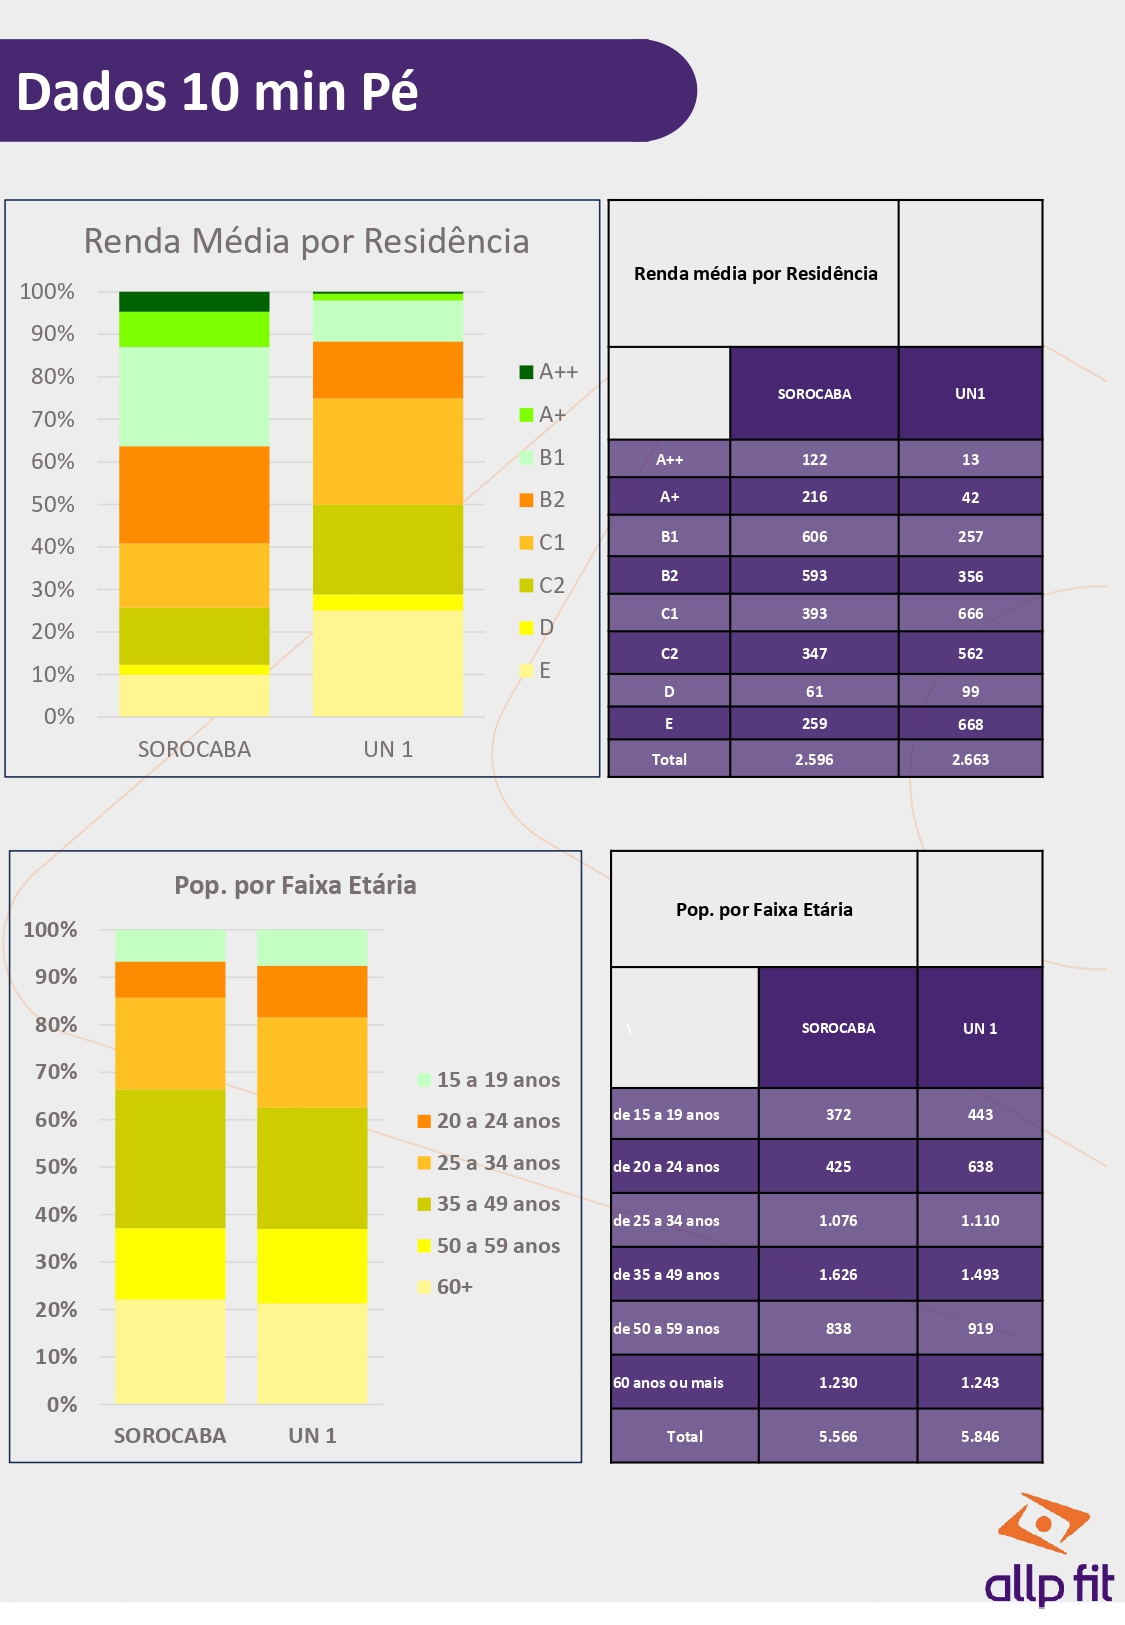 Dados 10 min Pé
Renda Média por Residência
100%
90%
80%
70%
60%
50%
40%
30%
20%
10%
0%
SOROCABA UN 1
A++
A+
B1
B2
C1
C2
D
E
Renda média por Residência
SOROCABA UN1
A++ 122 13
A+ 216 42
B1 606 257
B2 593 356
C1 393 666
C2 347 562
D 61 99
E 259 668
Total 2.596 2.663
Pop. por Faixa Etária
100%
90%
80%
70%
60%
50%
40%
30%
20%
10%
0%
SOROCABA UN 1
15 a 19 anos
20 a 24 anos
25 a 34 anos
35 a 49 anos
50 a 59 anos
60+
Pop. por Faixa Etária
\ SOROCABA UN 1
de 15 a 19 anos 372 443
de 20 a 24 anos 425 638
de 25 a 34 anos 1.076 1.110
de 35 a 49 anos 1.626 1.493
de 50 a 59 anos 838 919
60 anos ou mais 1.230 1.243
Total 5.566 5.846
allp fit